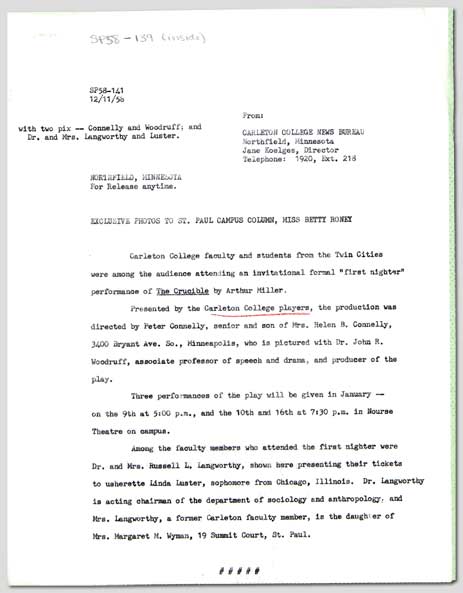 SP58-139 (inside)
SP58-141
12/11/58
From:
with two pix -- Connelly and Woodruff; and
Dr. and Mrs. Langworthy and Luster.
CARLETON COLLEGE NEWS BUREAU
Northfield, Minnesota
Jane Koelges, Director
Telephone: 1920, Ext. 218
NORTHFIELD, MINNESOTA
For Release anytime.
EXCLUSIVE PHOTOS TO ST. PAUL CAMPUS COLUMN, MISS BETTY RONEY
Carleton College faculty and students from the Twin Cities
were among the audience attending an invitational formal "first nighter"
performance of The Crucible by Arthur Miller.
Presented by the Carleton College players, the production was
directed by Peter Connelly, senior and son of Mrs. Helen B. Connelly,
3400 Bryant Ave. So., Minneapolis, who is pictured with Dr. John R.
Woodruff, associate professor of speech and drama, and producer of the
play.
Three performances of the play will be given in January --
on the 9th at 5:00 p.m., and the 10th and 16th at 7:30 p.m. in Nourse
Theatre on campus.
Among the faculty members who attended the first nighter were
Dr. and Mrs. Russell L. Langworthy, shown here presenting their tickets
to usherette Linda Luster, sophomore from Chicago, Illinois. Dr. Langworthy
is acting chairman of the department of sociology and anthropology, and
Mrs. Langworthy, a former Carleton faculty member, is the daughter of
Mrs. Margaret M. Wyman, 19 Summit Court, St. Paul.
# # # # #